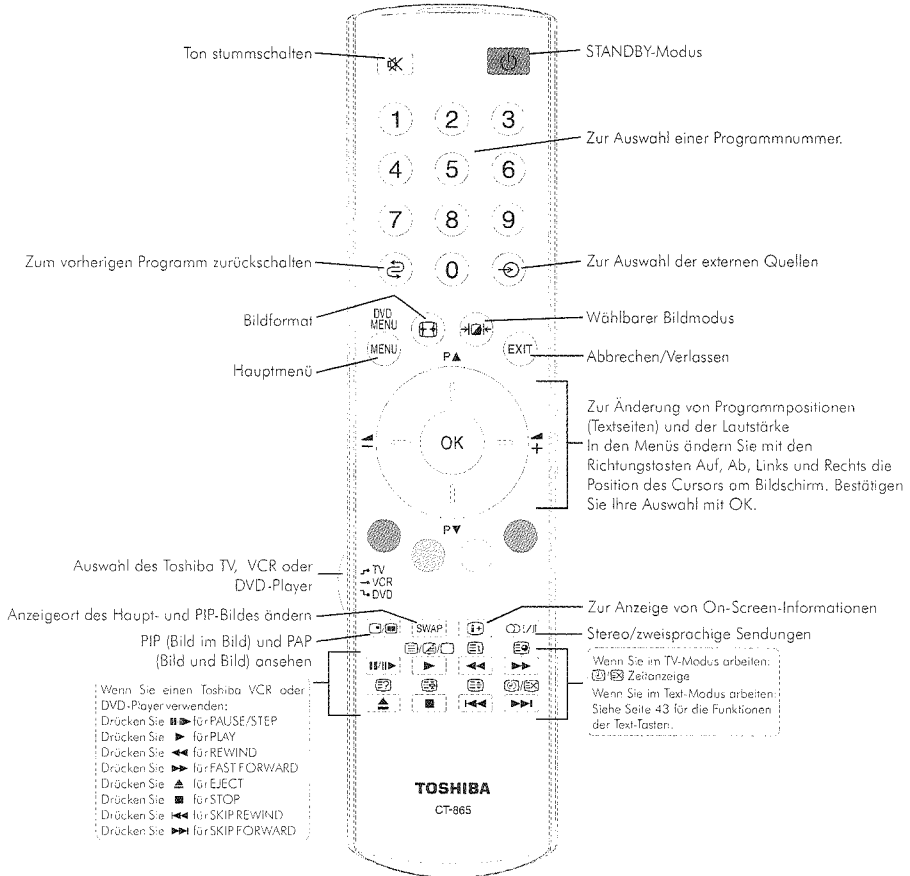 Ton stummschalten
STANDBY-Modus
1 2 3
Zur Auswahl einer Programmnummer.
4 5 6
7 8 9
Zum vorherigen Programm zurückschalten
0
Zur Auswahl der externen Quellen
Bildformat
DVD
MENU
Wählbarer Bildmodus
MENU
EXIT
Hauptmenü
P▲
Abbrechen/Verlassen
OK
–
+
Zur Änderung von Programmpositionen
(Textseiten) und der Lautstärke
In den Menüs ändern Sie mit den
Richtungstasten Auf, Ab, Links und Rechts die
Position des Cursors am Bildschirm. Bestätigen
Sie Ihre Auswahl mit OK.
P▼
Auswahl des Toshiba TV, VCR oder
DVD-Player
TV
VCR
DVD
Anzeigeort des Haupt- und PIP-Bildes ändern
SWAP
Zur Anzeige von On-Screen-Informationen
PIP (Bild im Bild) und PAP
(Bild und Bild) ansehen
I/II
Stereo/zweisprachige Sendungen
Wenn Sie einen Toshiba VCR oder
DVD-Player verwenden:
Drücken Sie für PAUSE/STEP
Drücken Sie ▶ für PLAY
Drücken Sie ◀◀ für REWIND
Drücken Sie ▶▶ für FAST FORWARD
Drücken Sie für EJECT
Drücken Sie ■ für STOP
Drücken Sie für SKIP REWIND
Drücken Sie für SKIP FORWARD
Wenn Sie im TV-Modus arbeiten:
Zeitanzeige
Wenn Sie im Text-Modus arbeiten:
Siehe Seite 43 für die Funktionen
der Text-Tasten.
TOSHIBA
CT-865